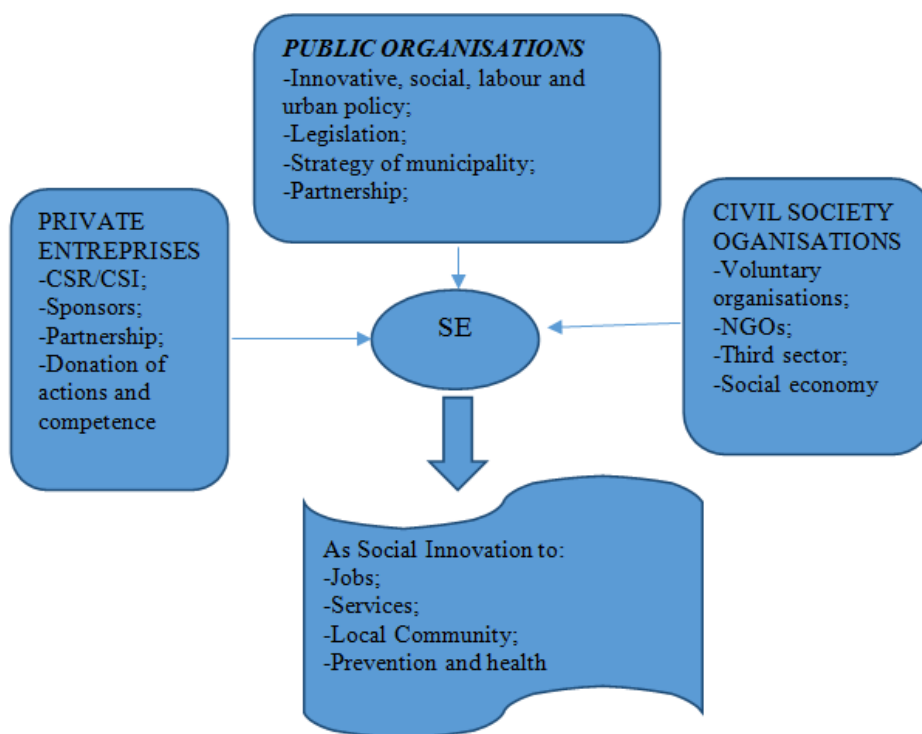 PUBLIC ORGANISATIONS
-Innovative, social, labour and
urban policy;
-Legislation;
-Strategy of municipality;
-Partnership;
PRIVATE
ENTREPRISES
-CSR/CSI;
-Sponsors;
-Partnership;
-Donation of
actions and
competence
SE
CIVIL SOCIETY
OGANISATIONS
-Voluntary
organisations;
-NGOs;
-Third sector;
-Social economy
As Social Innovation to:
-Jobs;
-Services;
-Local Community;
-Prevention and health